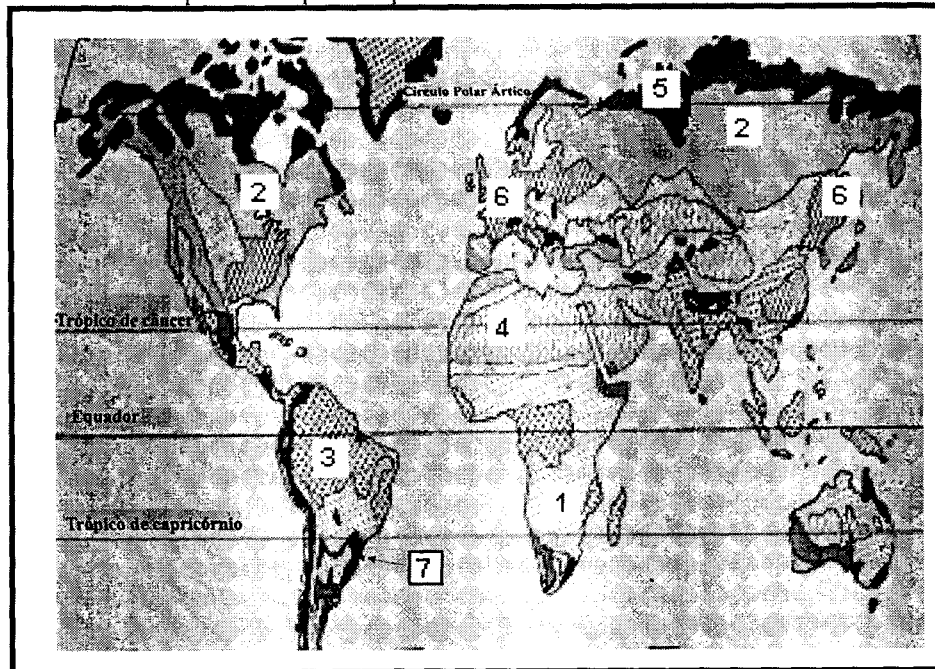 Círculo Polar Ártico
5
2
2
6
6
Trópico de câncer
4
Equador
3
1
Trópico de capricórnio
7